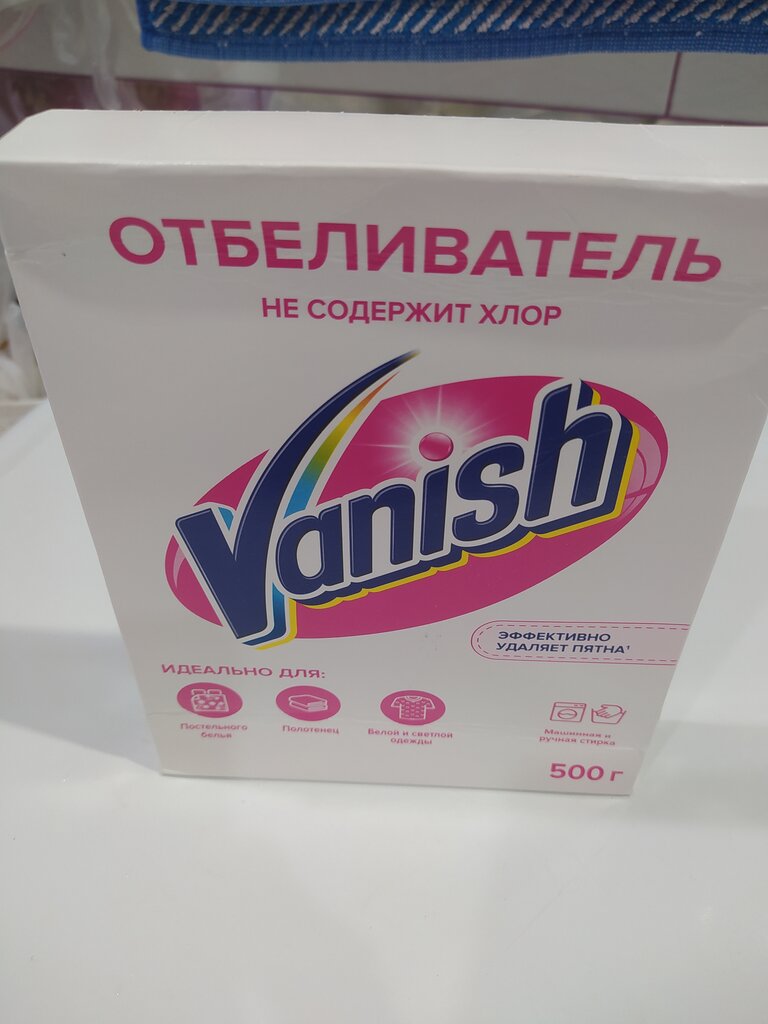 ОТБЕЛИВАТЕЛЬ
НЕ СОДЕРЖИТ ХЛОР
Vanish
ЭФФЕКТИВНО
УДАЛЯЕТ ПЯТНА¹
ИДЕАЛЬНО ДЛЯ:
Постельного
белья
Полотенец
Белой и светлой
одежды
Машинная и
ручная стирка
500 г